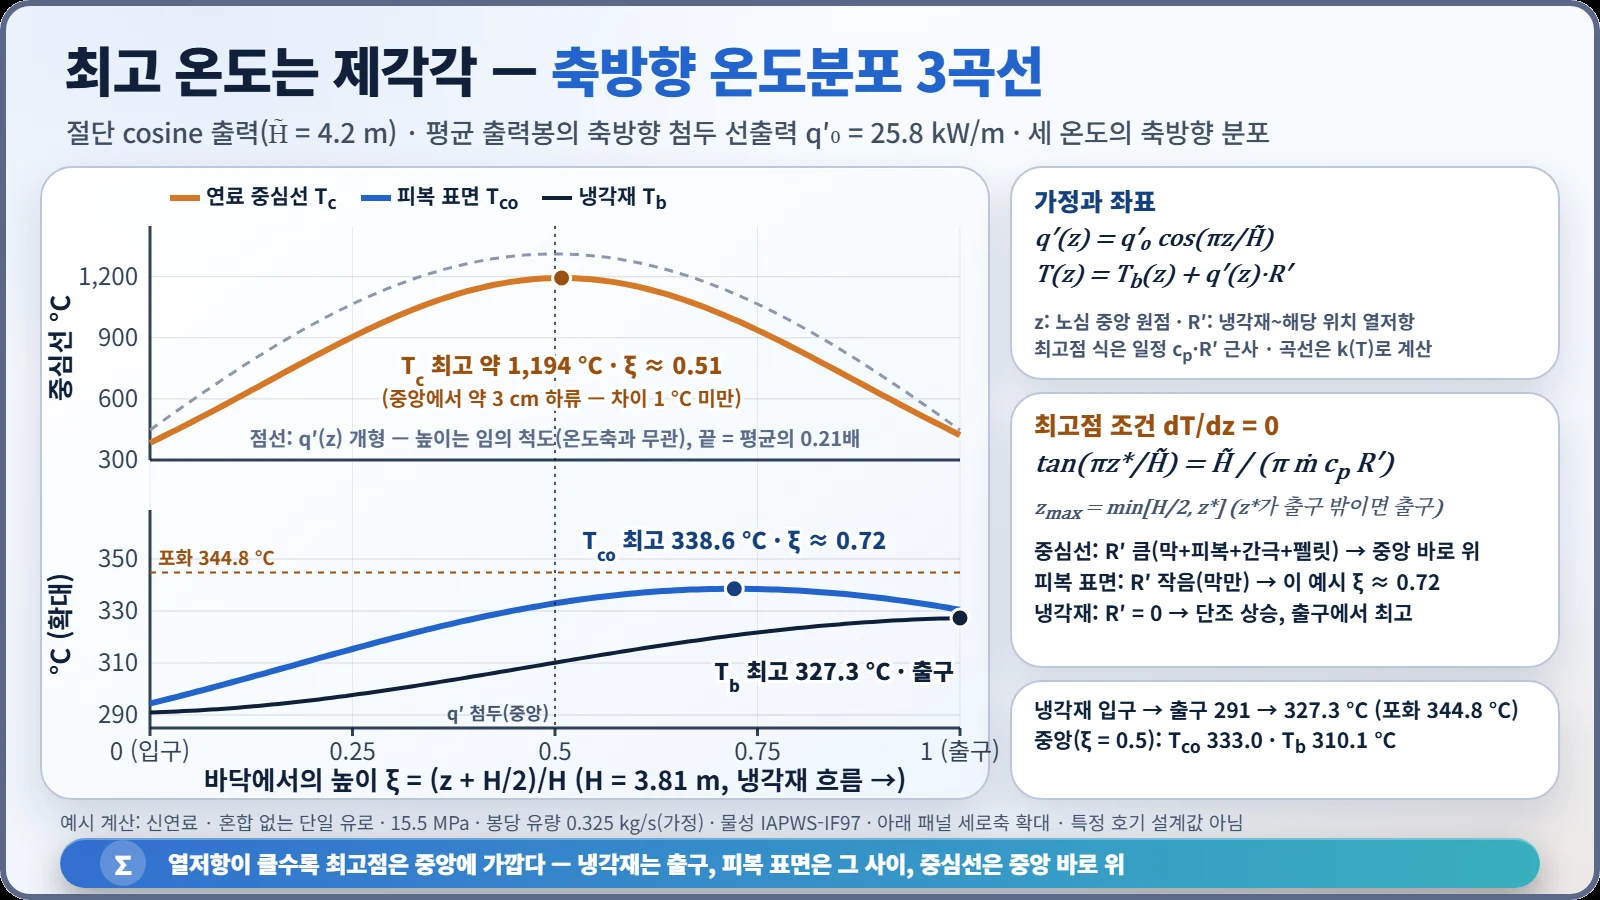 최고 온도는 제각각 — 축방향 온도분포 3곡선
절단 cosine 출력(H̃ = 4.2 m) · 평균 출력봉의 축방향 첨두 선출력 q′₀ = 25.8 kW/m · 세 온도의 축방향 분포
연료 중심선 Tc 피복 표면 Tco 냉각재 Tb
중심선 °C
1,200
900
600
300
Tc 최고 약 1,194 °C · ξ ≈ 0.51
(중앙에서 약 3 cm 하류 — 차이 1 °C 미만)
점선: q′(z) 개형 — 높이는 임의 척도(온도축과 무관), 끝 = 평균의 0.21배
°C (확대)
350
330
310
290
포화 344.8 °C
Tco 최고 338.6 °C · ξ ≈ 0.72
Tb 최고 327.3 °C · 출구
q′ 첨두(중앙)
0 (입구) 0.25 0.5 0.75 1 (출구)
바닥에서의 높이 ξ = (z + H/2)/H (H = 3.81 m, 냉각재 흐름 →)
가정과 좌표
q′(z) = q′₀ cos(πz/H̃)
T(z) = Tb(z) + q′(z)·R′
z: 노심 중앙 원점 · R′: 냉각재~해당 위치 열저항
최고점 식은 일정 cp·R′ 근사 · 곡선은 k(T)로 계산
최고점 조건 dT/dz = 0
tan(πz*/H̃) = H̃ / (π ṁ cp R′)
zmax = min[H/2, z*] (z*가 출구 밖이면 출구)
중심선: R′ 큼(막+피복+간극+펠릿) → 중앙 바로 위
피복 표면: R′ 작음(막만) → 이 예시 ξ ≈ 0.72
냉각재: R′ = 0 → 단조 상승, 출구에서 최고
냉각재 입구 → 출구 291 → 327.3 °C (포화 344.8 °C)
중앙(ξ = 0.5): Tco 333.0 · Tb 310.1 °C
예시 계산: 신연료 · 혼합 없는 단일 유로 · 15.5 MPa · 봉당 유량 0.325 kg/s(가정) · 물성 IAPWS-IF97 · 아래 패널 세로축 확대 · 특정 호기 설계값 아님
Σ 열저항이 클수록 최고점은 중앙에 가깝다 — 냉각재는 출구, 피복 표면은 그 사이, 중심선은 중앙 바로 위